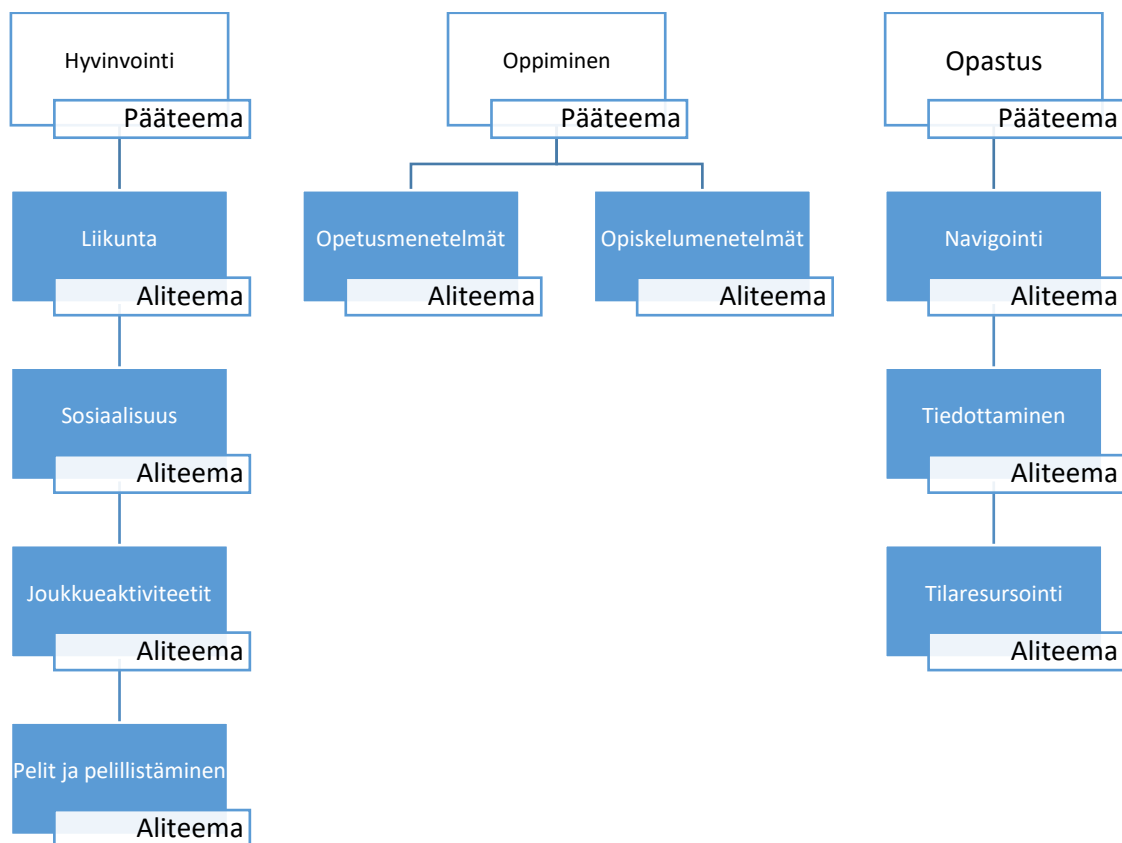 Hyvinvointi
Pääteema
Liikunta
Aliteema
Sosiaalisuus
Aliteema
Joukkueaktiviteetit
Aliteema
Pelit ja pelillistäminen
Aliteema
Oppiminen
Pääteema
Opetusmenetelmät
Aliteema
Opiskelumenetelmät
Aliteema
Opastus
Pääteema
Navigointi
Aliteema
Tiedottaminen
Aliteema
Tilaresursointi
Aliteema